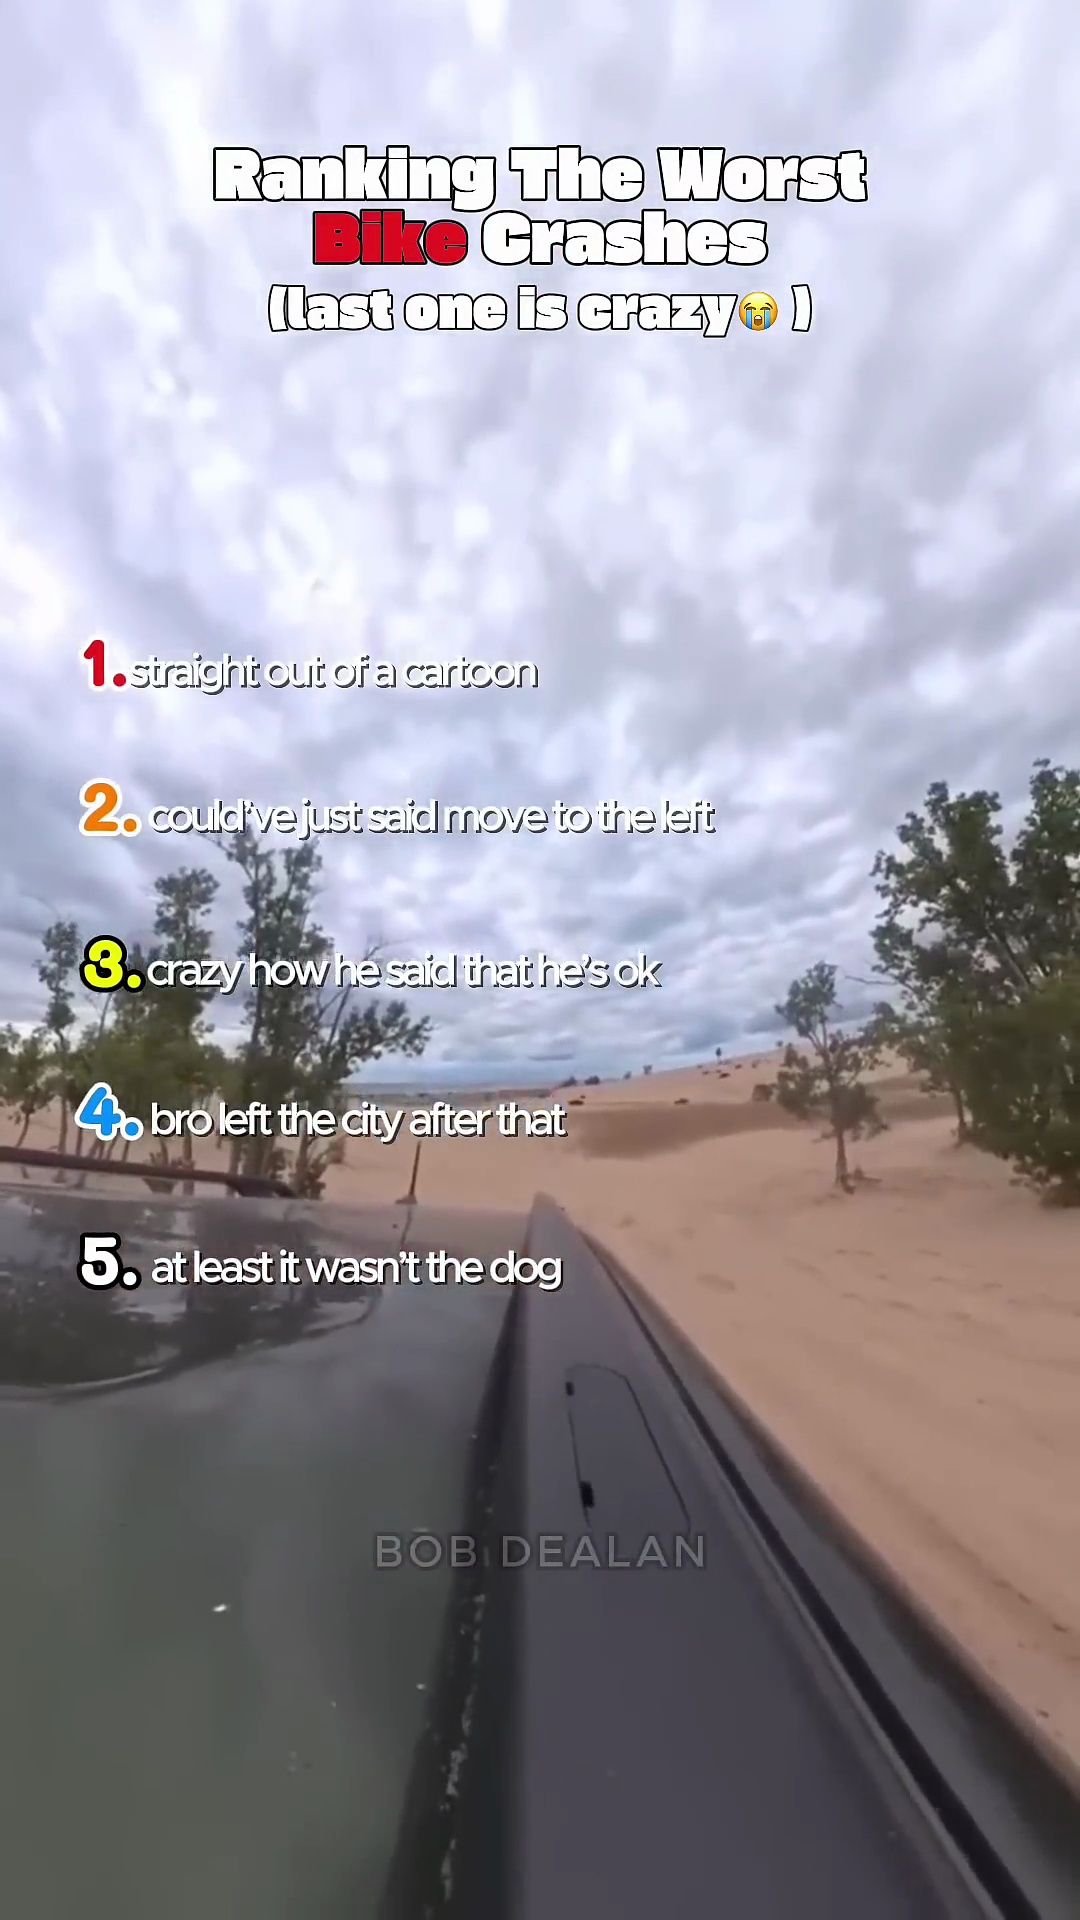 Ranking The Worst
Bike Crashes
(last one is crazy😭 )
1. straight out of a cartoon
2. could've just said move to the left
3. crazy how he said that he's ok
4. bro left the city after that
5. at least it wasn't the dog
BOB DEALAN